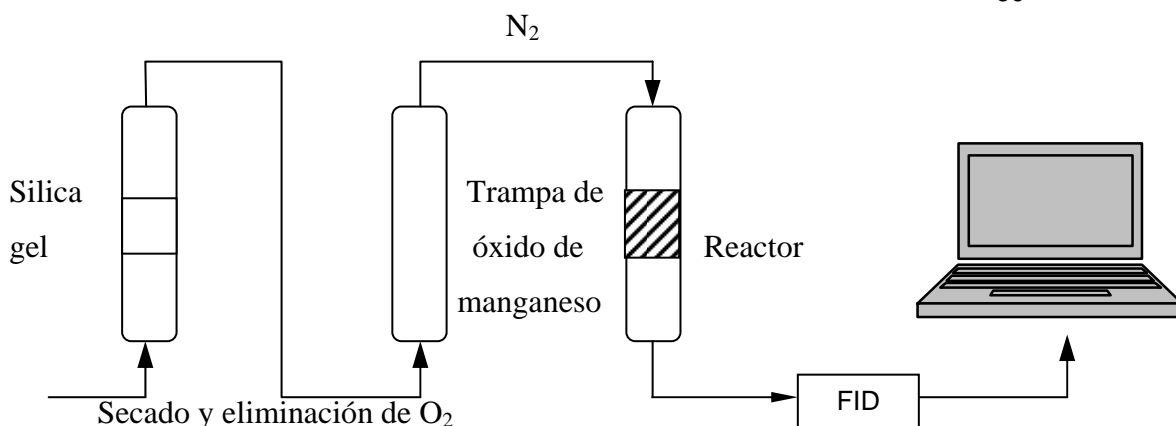 N₂
Silica
gel
Trampa de
óxido de
manganeso
Reactor
FID
Secado y eliminación de O₂